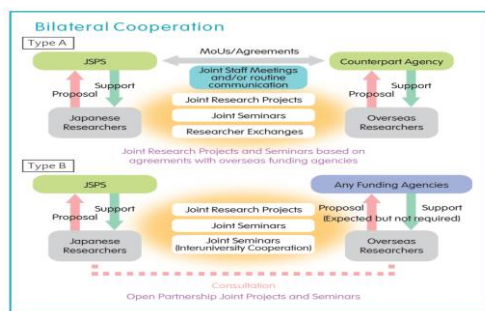 Bilateral Cooperation
Type A
MoUs/Agreements
JSPS
Counterpart Agency
Joint Staff Meetings
and/or routine
communication
Support
Proposal
Support
Proposal
Joint Research Projects
Joint Seminars
Researcher Exchanges
Japanese
Researchers
Overseas
Researchers
Joint Research Projects and Seminars based on
agreements with overseas funding agencies
Type B
JSPS
Any Funding Agencies
Support
Proposal
Proposal
Support
(Expected but not required)
Joint Research Projects
Joint Seminars
Joint Seminars
(Interuniversity Cooperation)
Japanese
Researchers
Overseas
Researchers
Consultation
Open Partnership Joint Projects and Seminars